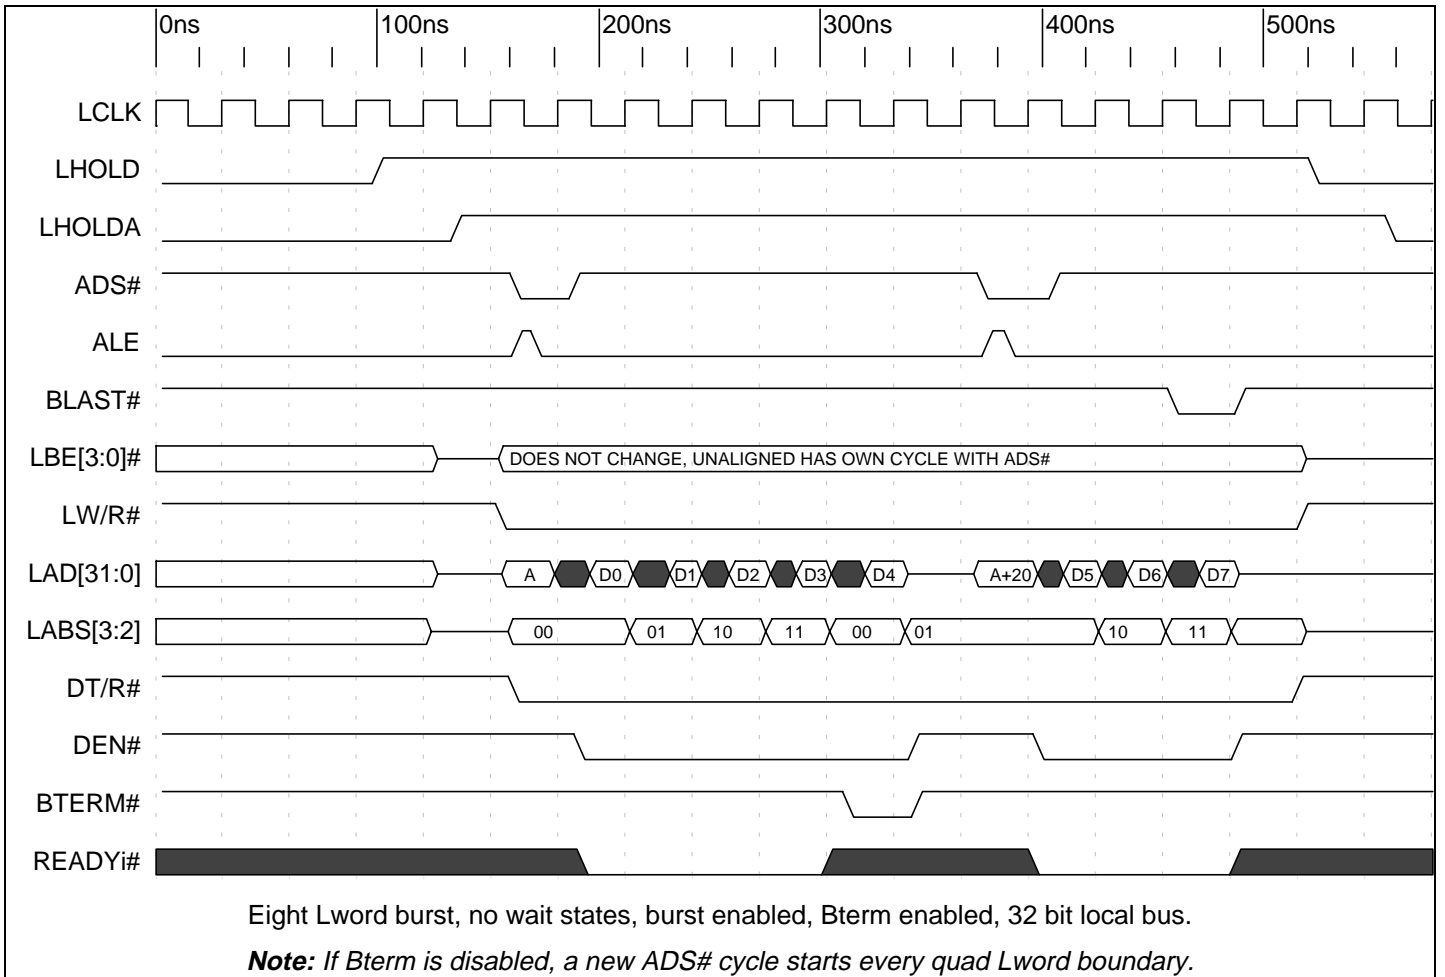 0ns 100ns 200ns 300ns 400ns 500ns
LCLK
LHOLD
LHOLDA
ADS#
ALE
BLAST#
LBE[3:0]# DOES NOT CHANGE, UNALIGNED HAS OWN CYCLE WITH ADS#
LW/R#
LAD[31:0] A D0 D1 D2 D3 D4 A+20 D5 D6 D7
LABS[3:2] 00 01 10 11 00 01 10 11
DT/R#
DEN#
BTERM#
READYi#
Eight Lword burst, no wait states, burst enabled, Bterm enabled, 32 bit local bus.
Note: If Bterm is disabled, a new ADS# cycle starts every quad Lword boundary.